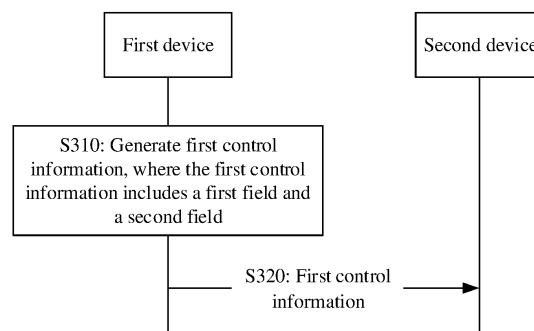 First device
Second device
S310: Generate first control
information, where the first control
information includes a first field and
a second field
S320: First control
information